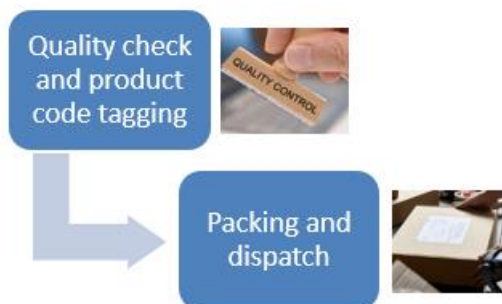 Quality check
and product
code tagging
QUALITY CONTROL
Packing and
dispatch